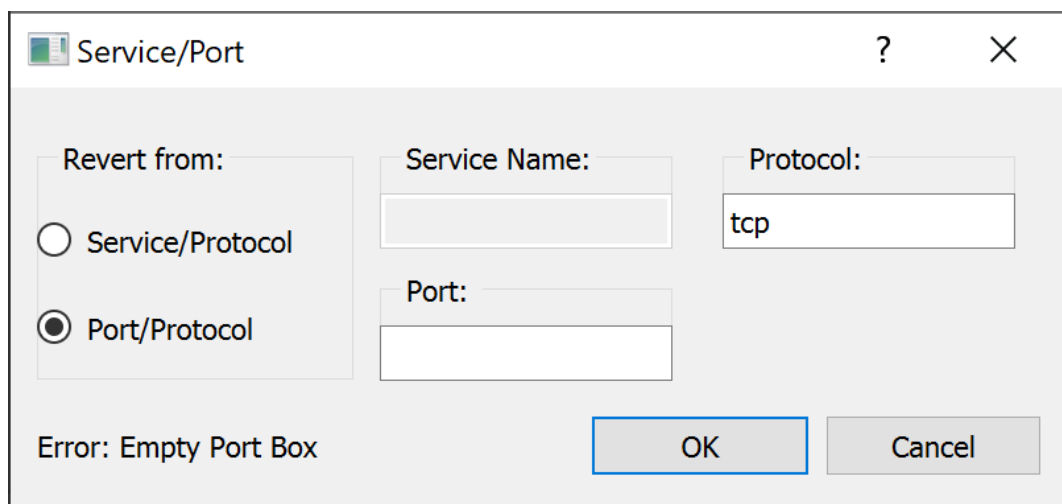 Service/Port
?
Revert from:
Service/Protocol
Port/Protocol
Service Name:
Port:
Protocol:
tcp
Error: Empty Port Box
OK
Cancel